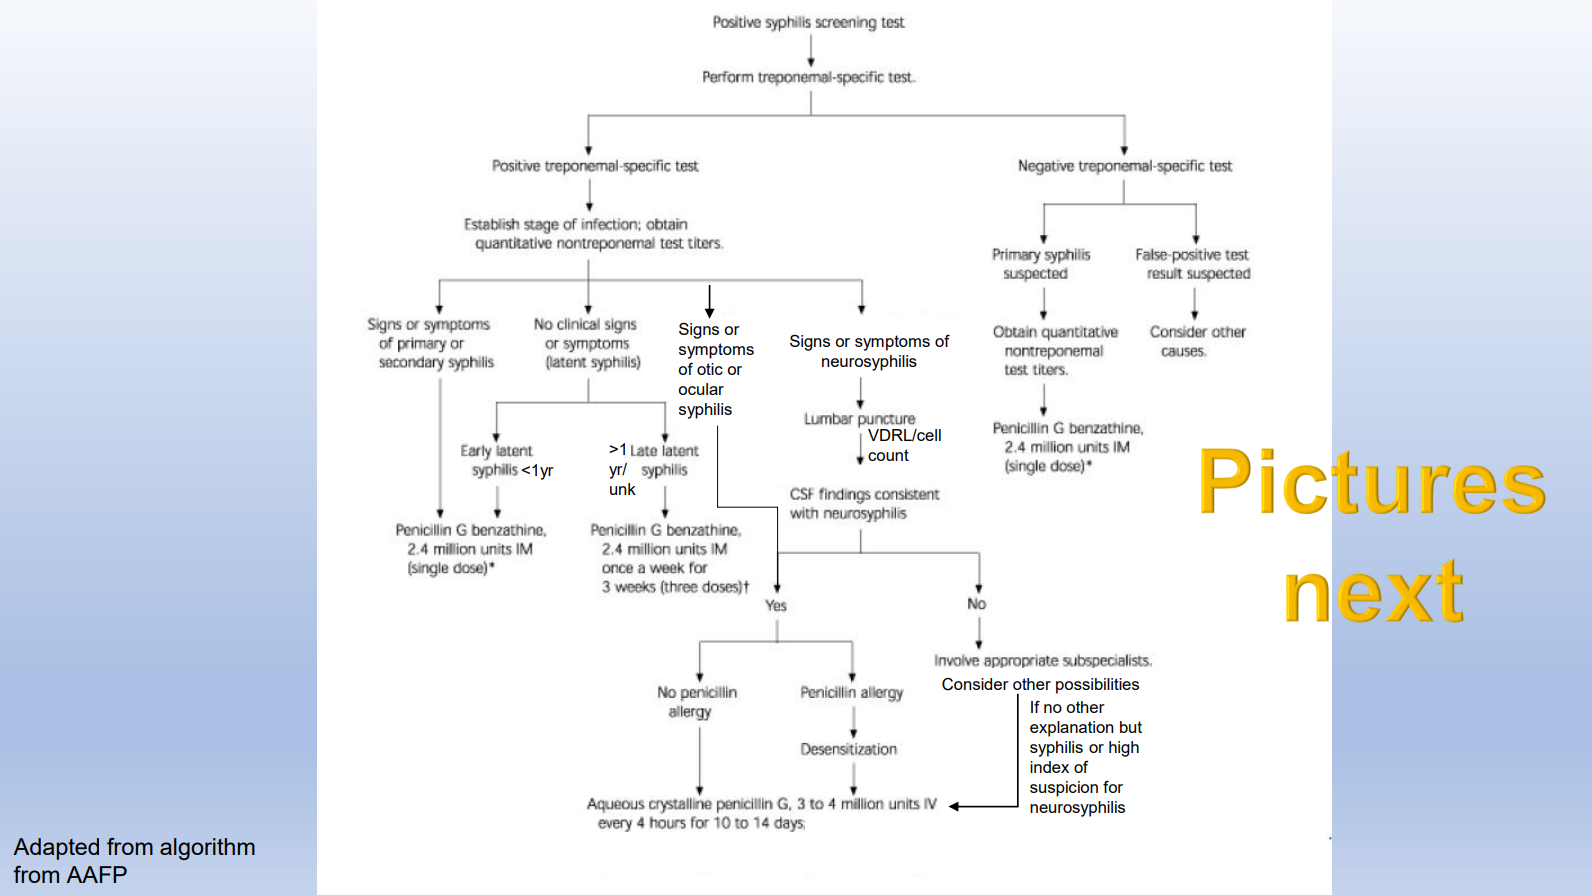 Positive syphilis screening test
Perform treponemal-specific test.
Positive treponemal-specific test
Negative treponemal-specific test
Establish stage of infection; obtain
quantitative nontreponemal test titers.
Primary syphilis
suspected
False-positive test
result suspected
Signs or symptoms
of primary or
secondary syphilis
No clinical signs
or symptoms
(latent syphilis)
Signs or
symptoms
of otic or
ocular
syphilis
Signs or symptoms of
neurosyphilis
Obtain quantitative
nontreponemal
test titers.
Consider other
causes.
Lumbar puncture
VDRL/cell
count
Penicillin G benzathine,
2.4 million units IM
(single dose)*
Early latent
syphilis <1yr
>1 Late latent
yr/ syphilis
unk
CSF findings consistent
with neurosyphilis
Penicillin G benzathine,
2.4 million units IM
(single dose)*
Penicillin G benzathine,
2.4 million units IM
once a week for
3 weeks (three doses)†
Yes
No
Involve appropriate subspecialists.
Consider other possibilities
No penicillin
allergy
Penicillin allergy
Desensitization
If no other
explanation but
syphilis or high
index of
suspicion for
neurosyphilis
Aqueous crystalline penicillin G, 3 to 4 million units IV
every 4 hours for 10 to 14 days;
Pictures
next
Adapted from algorithm
from AAFP